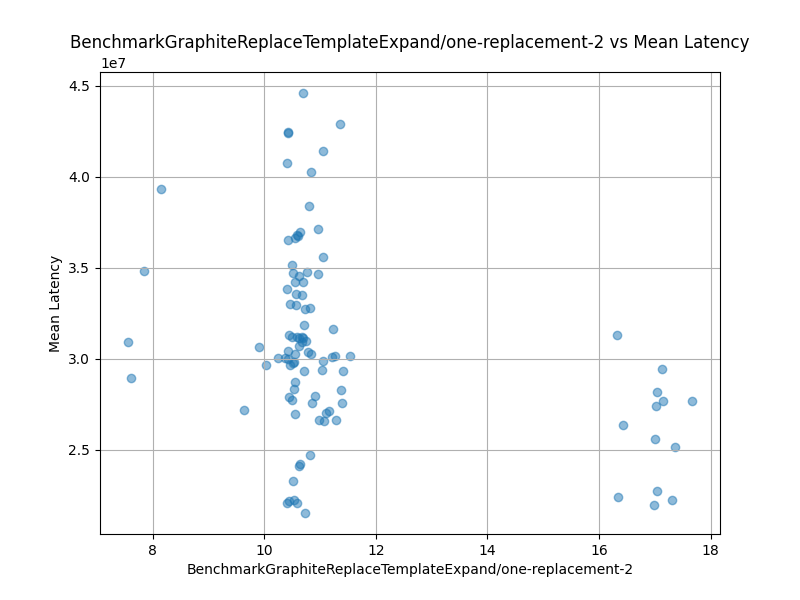 BenchmarkGraphiteReplaceTemplateExpand/one-replacement-2 vs Mean Latency
1e7
4.5
4.0
3.5
3.0
2.5
Mean Latency
8 10 12 14 16 18
BenchmarkGraphiteReplaceTemplateExpand/one-replacement-2